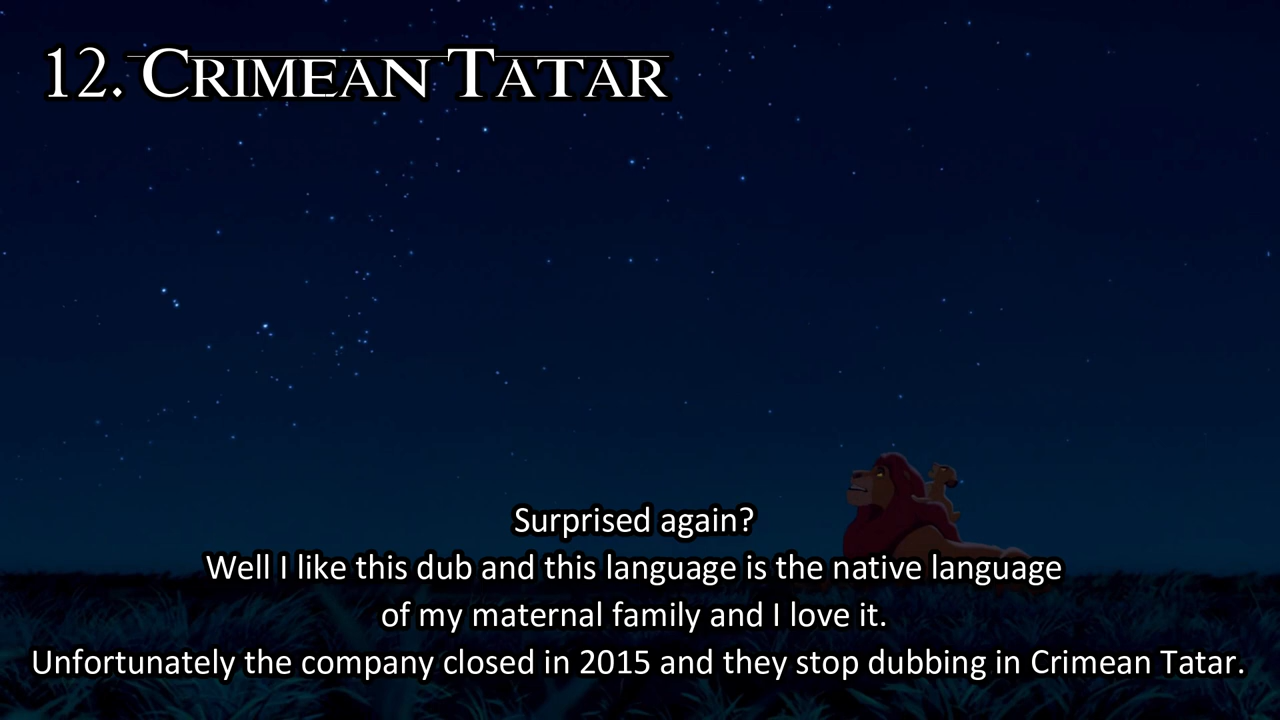 12. Crimean Tatar
Surprised again?
Well I like this dub and this language is the native language
of my maternal family and I love it.
Unfortunately the company closed in 2015 and they stop dubbing in Crimean Tatar.